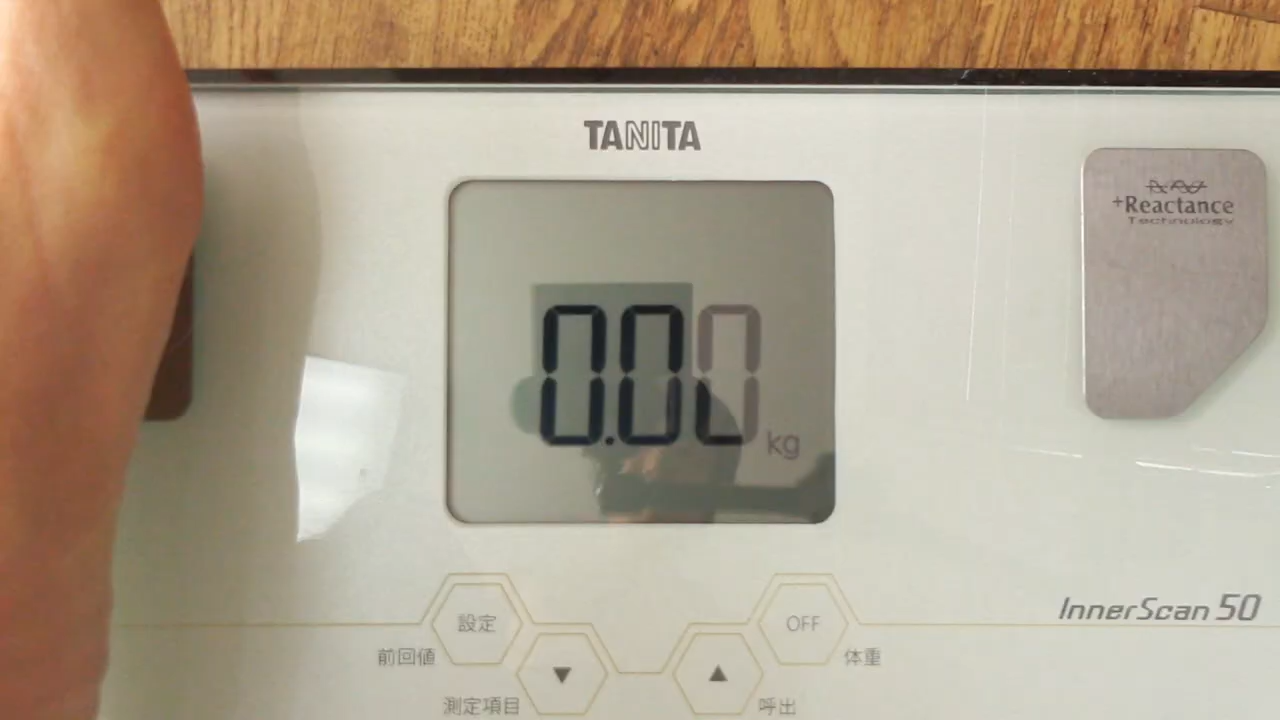 TANITA
+Reactance
Technology
0.00
kg
InnerScan 50
設定
OFF
前回値
体重
▼
▲
測定項目
呼出